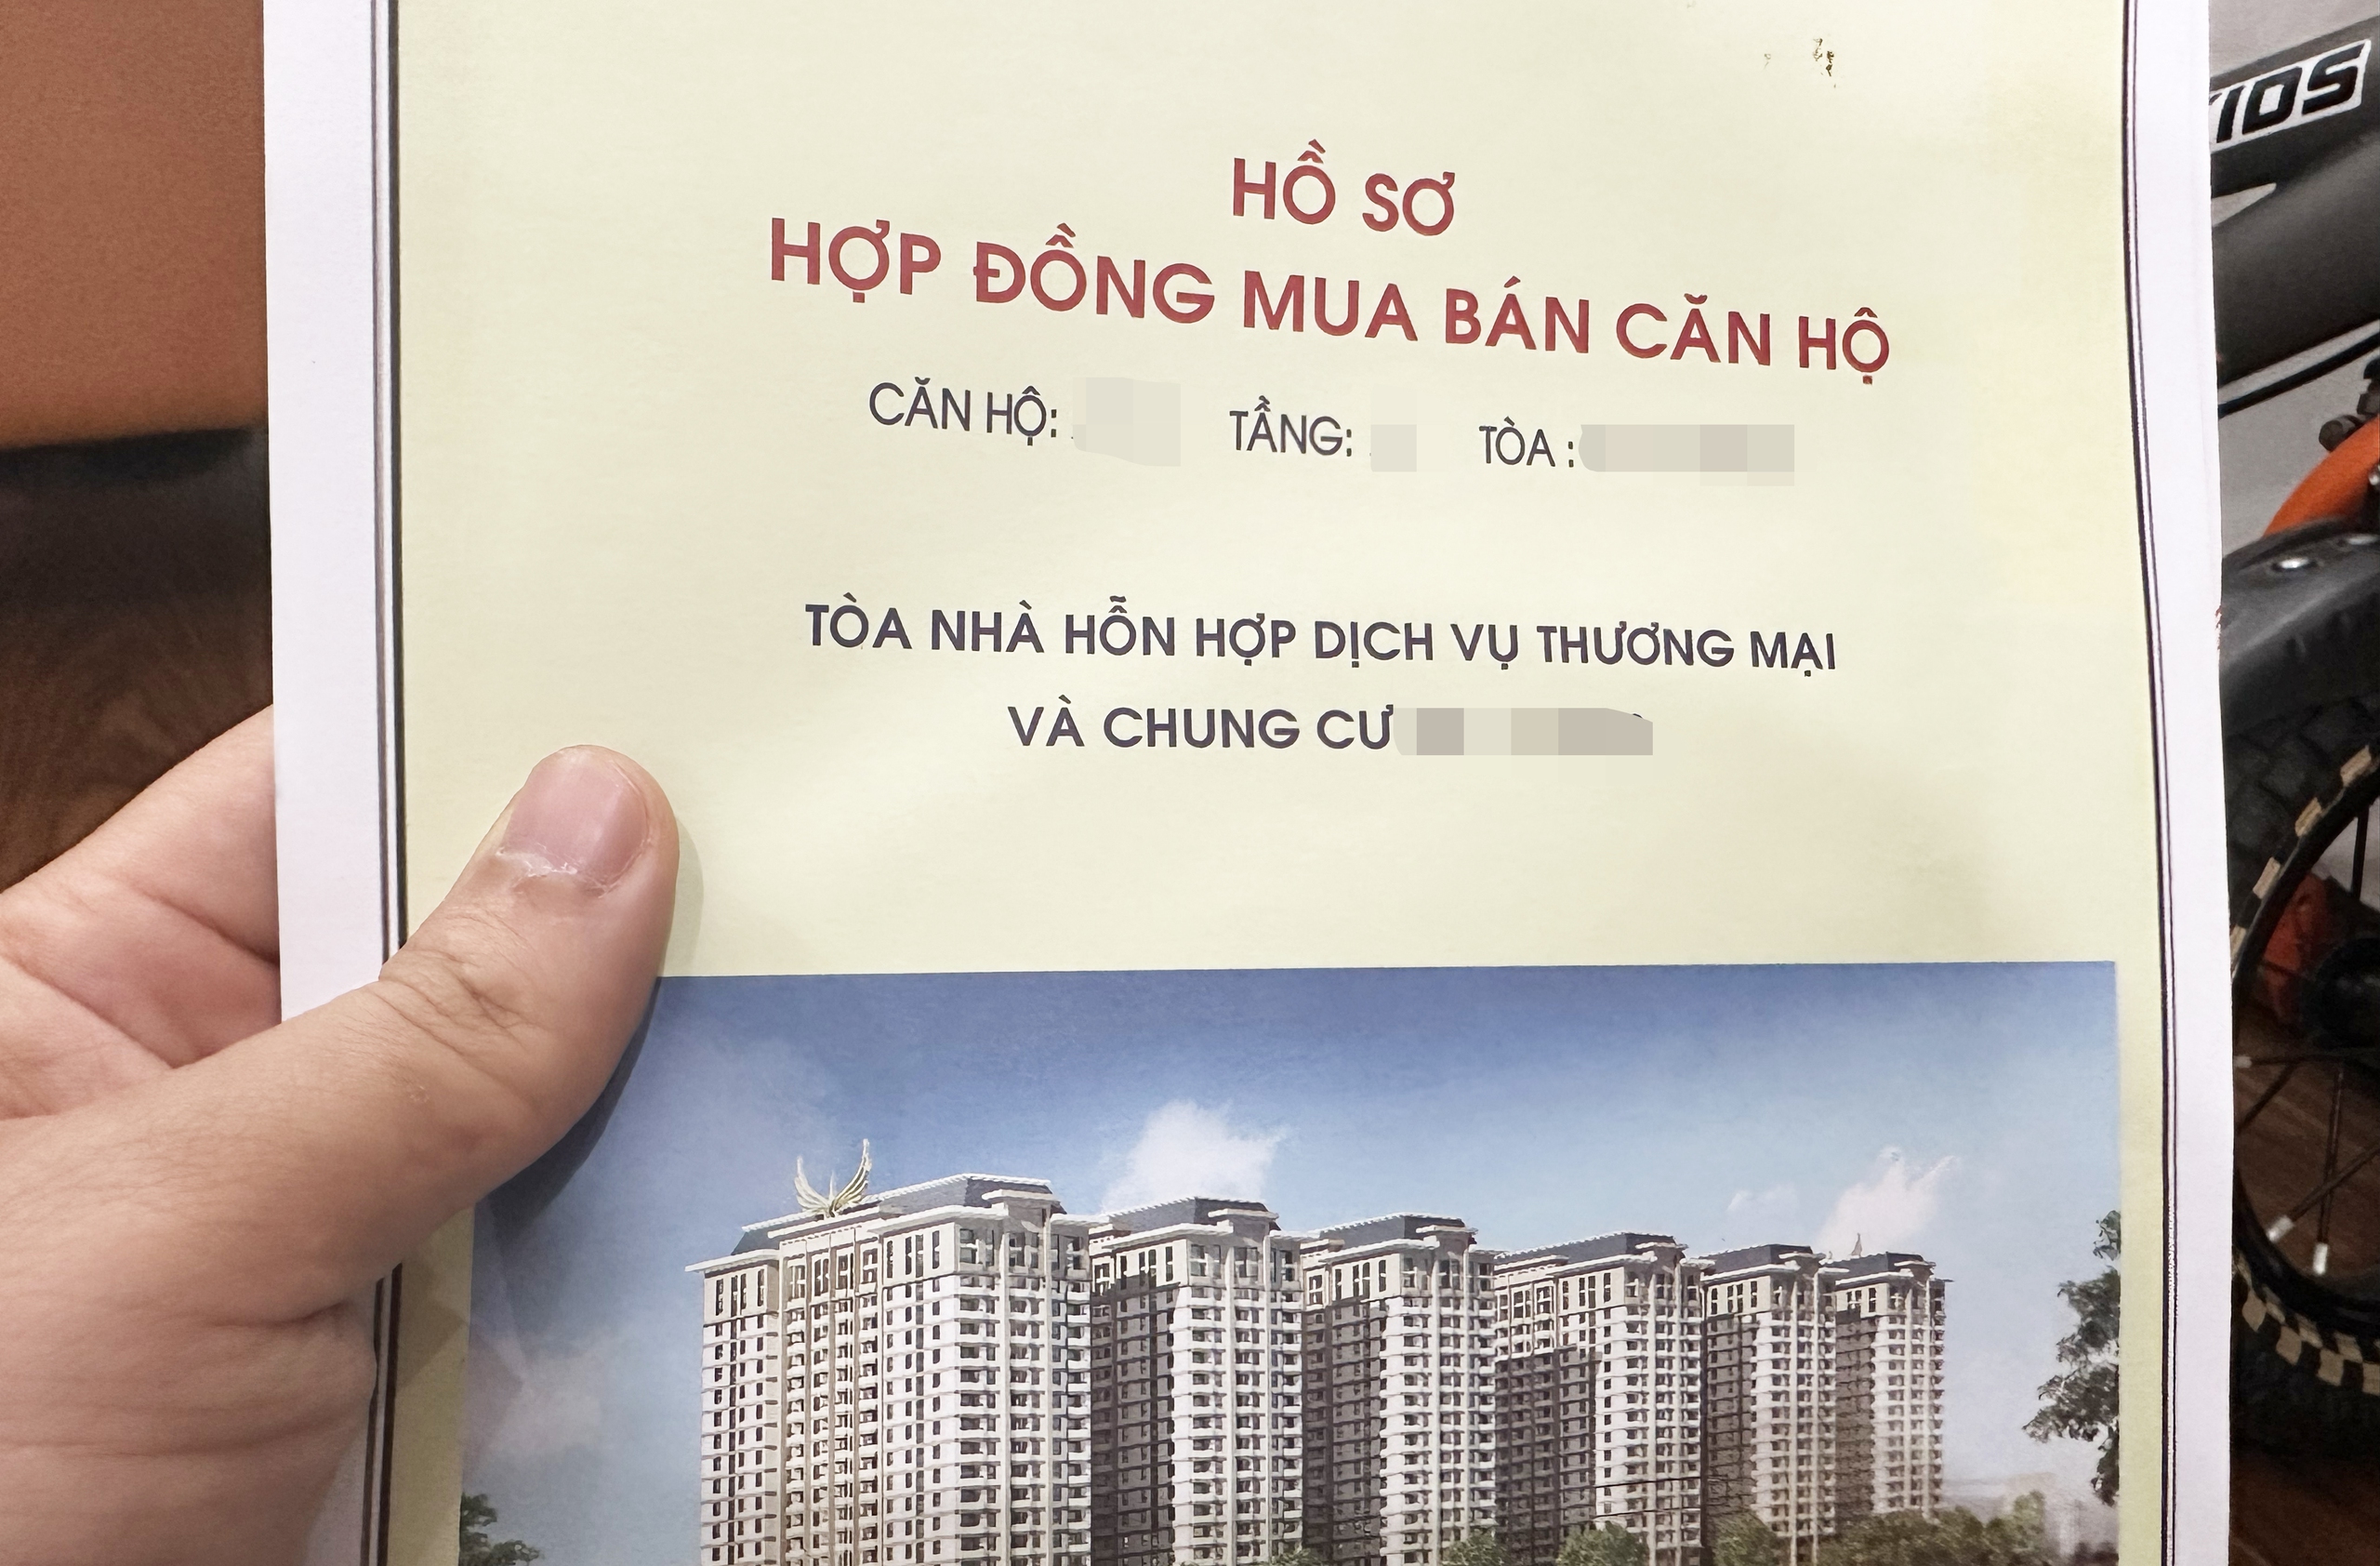 HỒ SƠ
HỢP ĐỒNG MUA BÁN CĂN HỘ
CĂN HỘ: TẦNG: TÒA :
TÒA NHÀ HỖN HỢP DỊCH VỤ THƯƠNG MẠI
VÀ CHUNG CƯ
KIDS